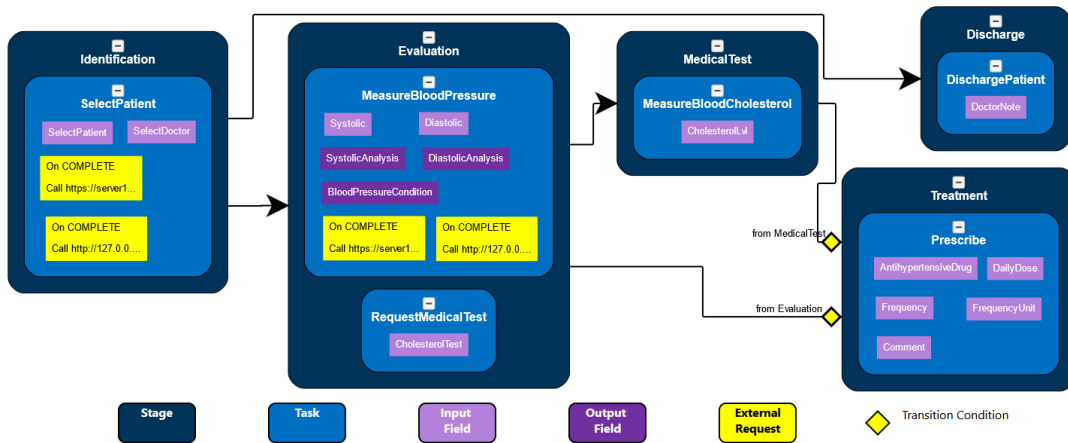 Identification
SelectPatient
SelectPatient
SelectDoctor
On COMPLETE
Call https://server1...
On COMPLETE
Call http://127.0.0....
Evaluation
MeasureBloodPressure
Systolic
Diastolic
SystolicAnalysis
DiastolicAnalysis
BloodPressureCondition
On COMPLETE
Call https://server1...
On COMPLETE
Call http://127.0.0....
RequestMedicalTest
CholesterolTest
MedicalTest
MeasureBloodCholesterol
CholesterolLvl
Discharge
DischargePatient
DoctorNote
from MedicalTest
from Evaluation
Treatment
Prescribe
AntihypertensiveDrug
DailyDose
Frequency
FrequencyUnit
Comment
Stage
Task
Input
Field
Output
Field
External
Request
Transition Condition